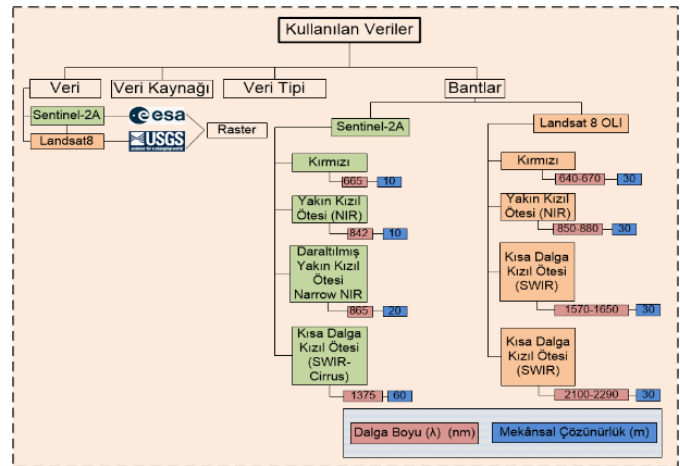 Kullanılan Veriler
Veri
Veri Kaynağı
Veri Tipi
Bantlar
Sentinel-2A
esa
Landsat8
USGS
science for a changing world
Raster
Sentinel-2A
Kırmızı
665
10
Yakın Kızıl
Ötesi (NIR)
842
10
Daraltılmış
Yakın Kızıl
Ötesi
Narrow NIR
865
20
Kısa Dalga
Kızıl Ötesi
(SWIR-
Cirrus)
1375
60
Landsat 8 OLI
Kırmızı
640-670
30
Yakın Kızıl
Ötesi (NIR)
850-880
30
Kısa Dalga
Kızıl Ötesi
(SWIR)
1570-1650
30
Kısa Dalga
Kızıl Ötesi
(SWIR)
2100-2290
30
Dalga Boyu (λ) (nm)
Mekânsal Çözünürlük (m)